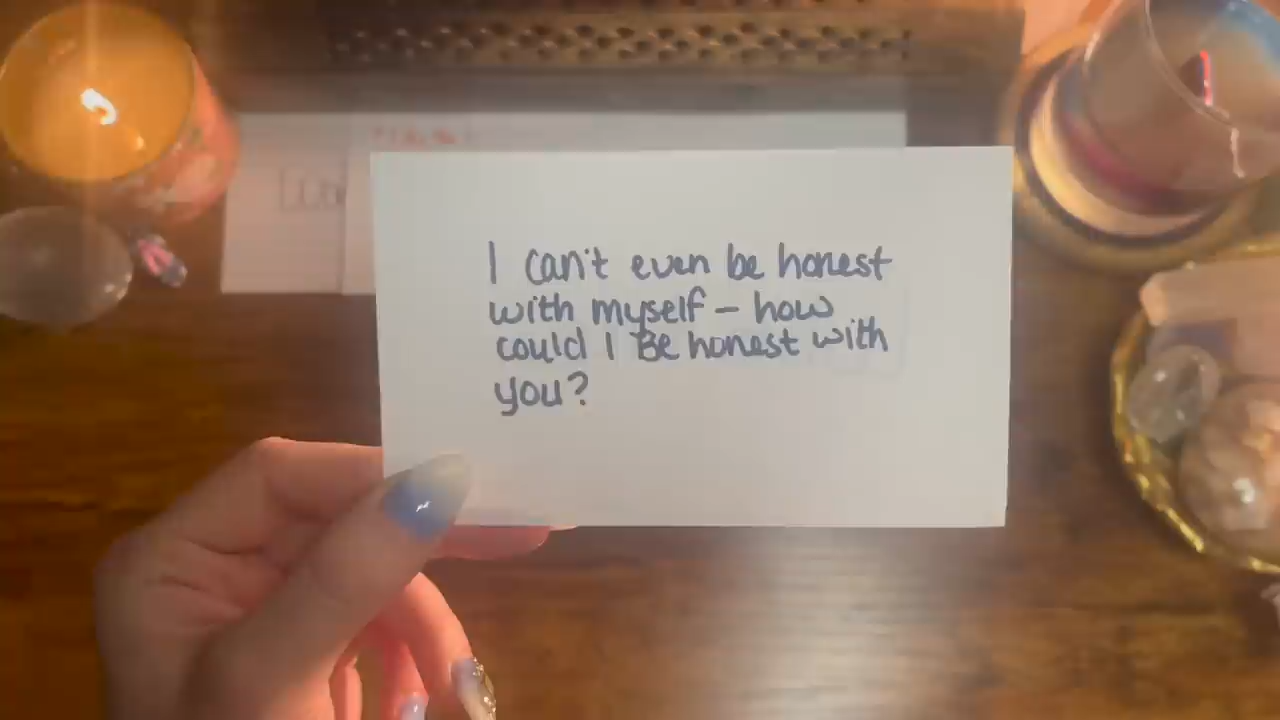 I can't even be honest
with myself – how
could I Be honest with
you?